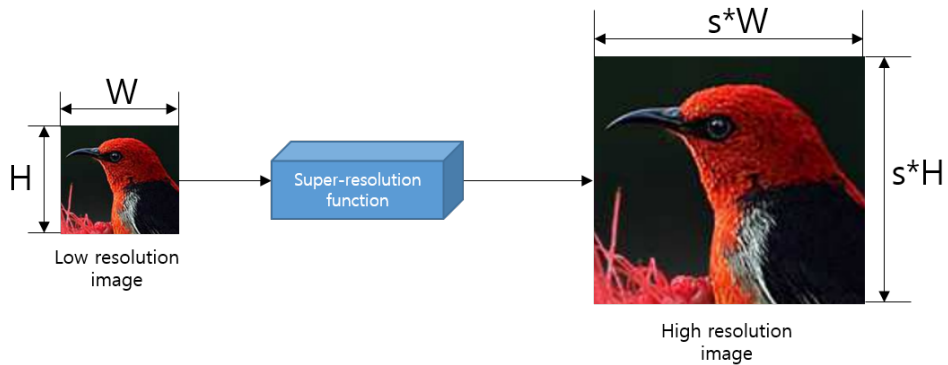 s*W
W
H
Super-resolution
function
s*H
Low resolution
image
High resolution
image